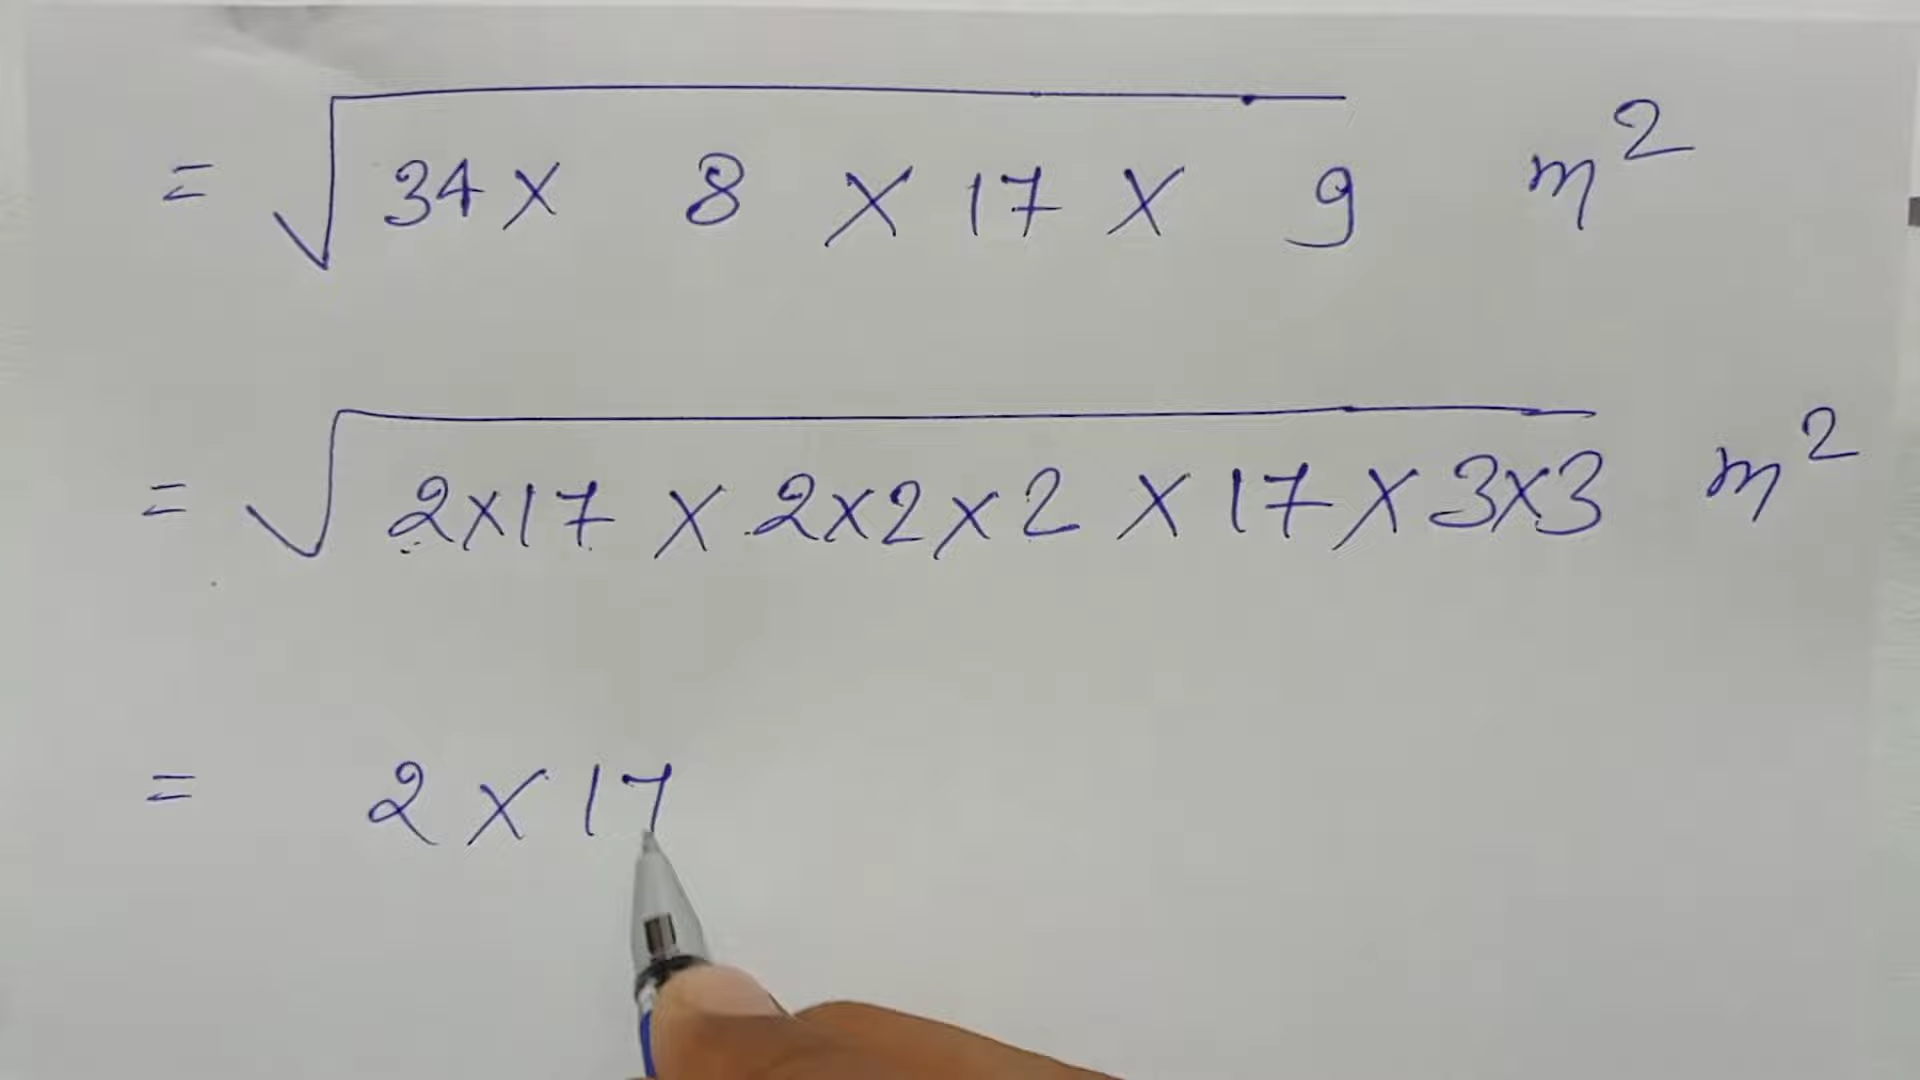 = √34 × 8 × 17 × 9 m²
= √2×17 × 2×2×2 × 17 × 3×3 m²
= 2 × 17